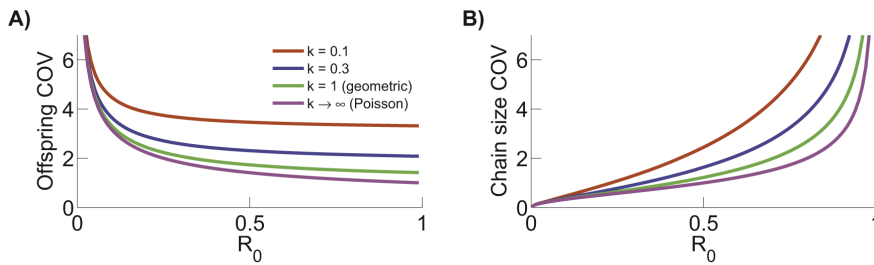 A)
Offspring COV
6
4
2
0
0
0.5
1
R0
k = 0.1
k = 0.3
k = 1 (geometric)
k → ∞ (Poisson)
B)
Chain size COV
6
4
2
0
0
0.5
1
R0